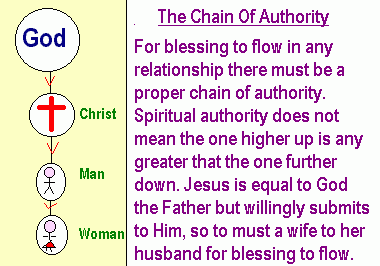 God
Christ
Man
Woman
The Chain Of Authority
For blessing to flow in any
relationship there must be a
proper chain of authority.
Spiritual authority does not
mean the one higher up is any
greater that the one further
down. Jesus is equal to God
the Father but willingly submits
to Him, so to must a wife to her
husband for blessing to flow.